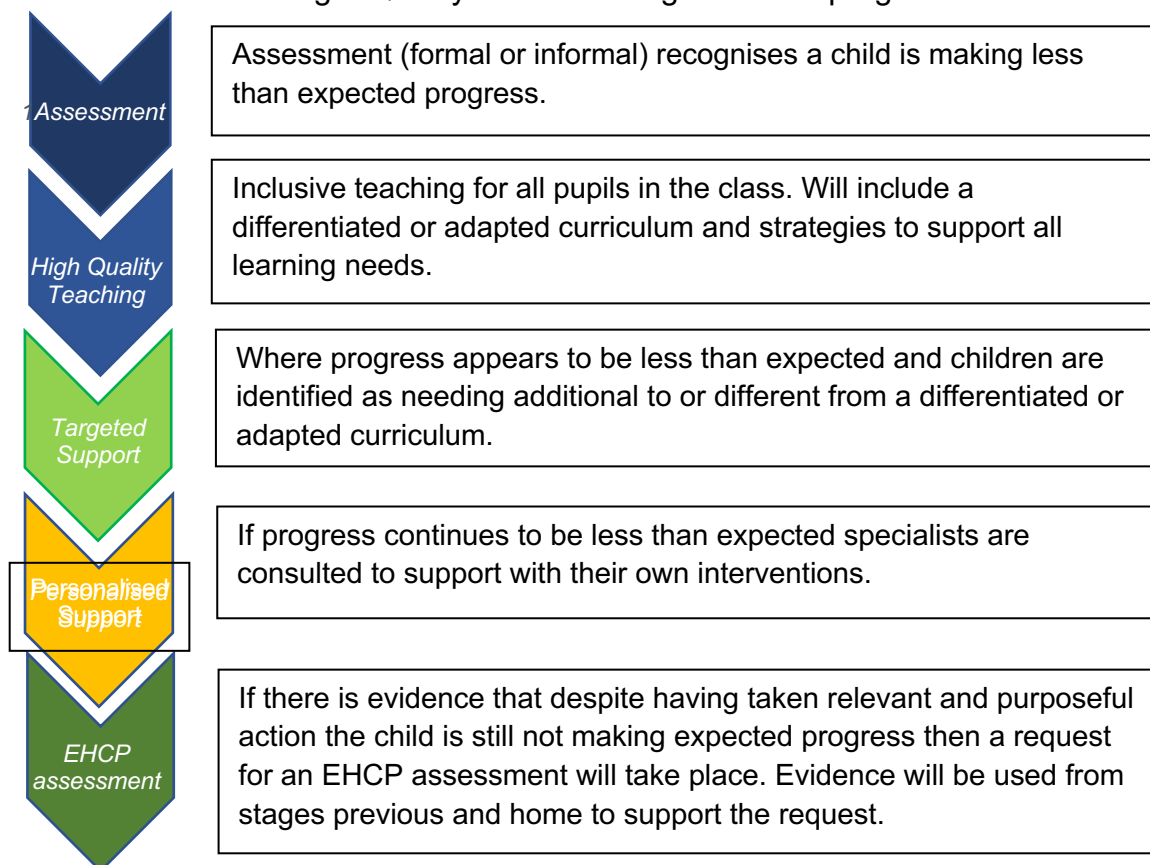 Assessment
Assessment (formal or informal) recognises a child is making less
than expected progress.
High Quality
Teaching
Inclusive teaching for all pupils in the class. Will include a
differentiated or adapted curriculum and strategies to support all
learning needs.
Targeted
Support
Where progress appears to be less than expected and children are
identified as needing additional to or different from a differentiated or
adapted curriculum.
Personalised
Support
If progress continues to be less than expected specialists are
consulted to support with their own interventions.
EHCP
assessment
If there is evidence that despite having taken relevant and purposeful
action the child is still not making expected progress then a request
for an EHCP assessment will take place. Evidence will be used from
stages previous and home to support the request.